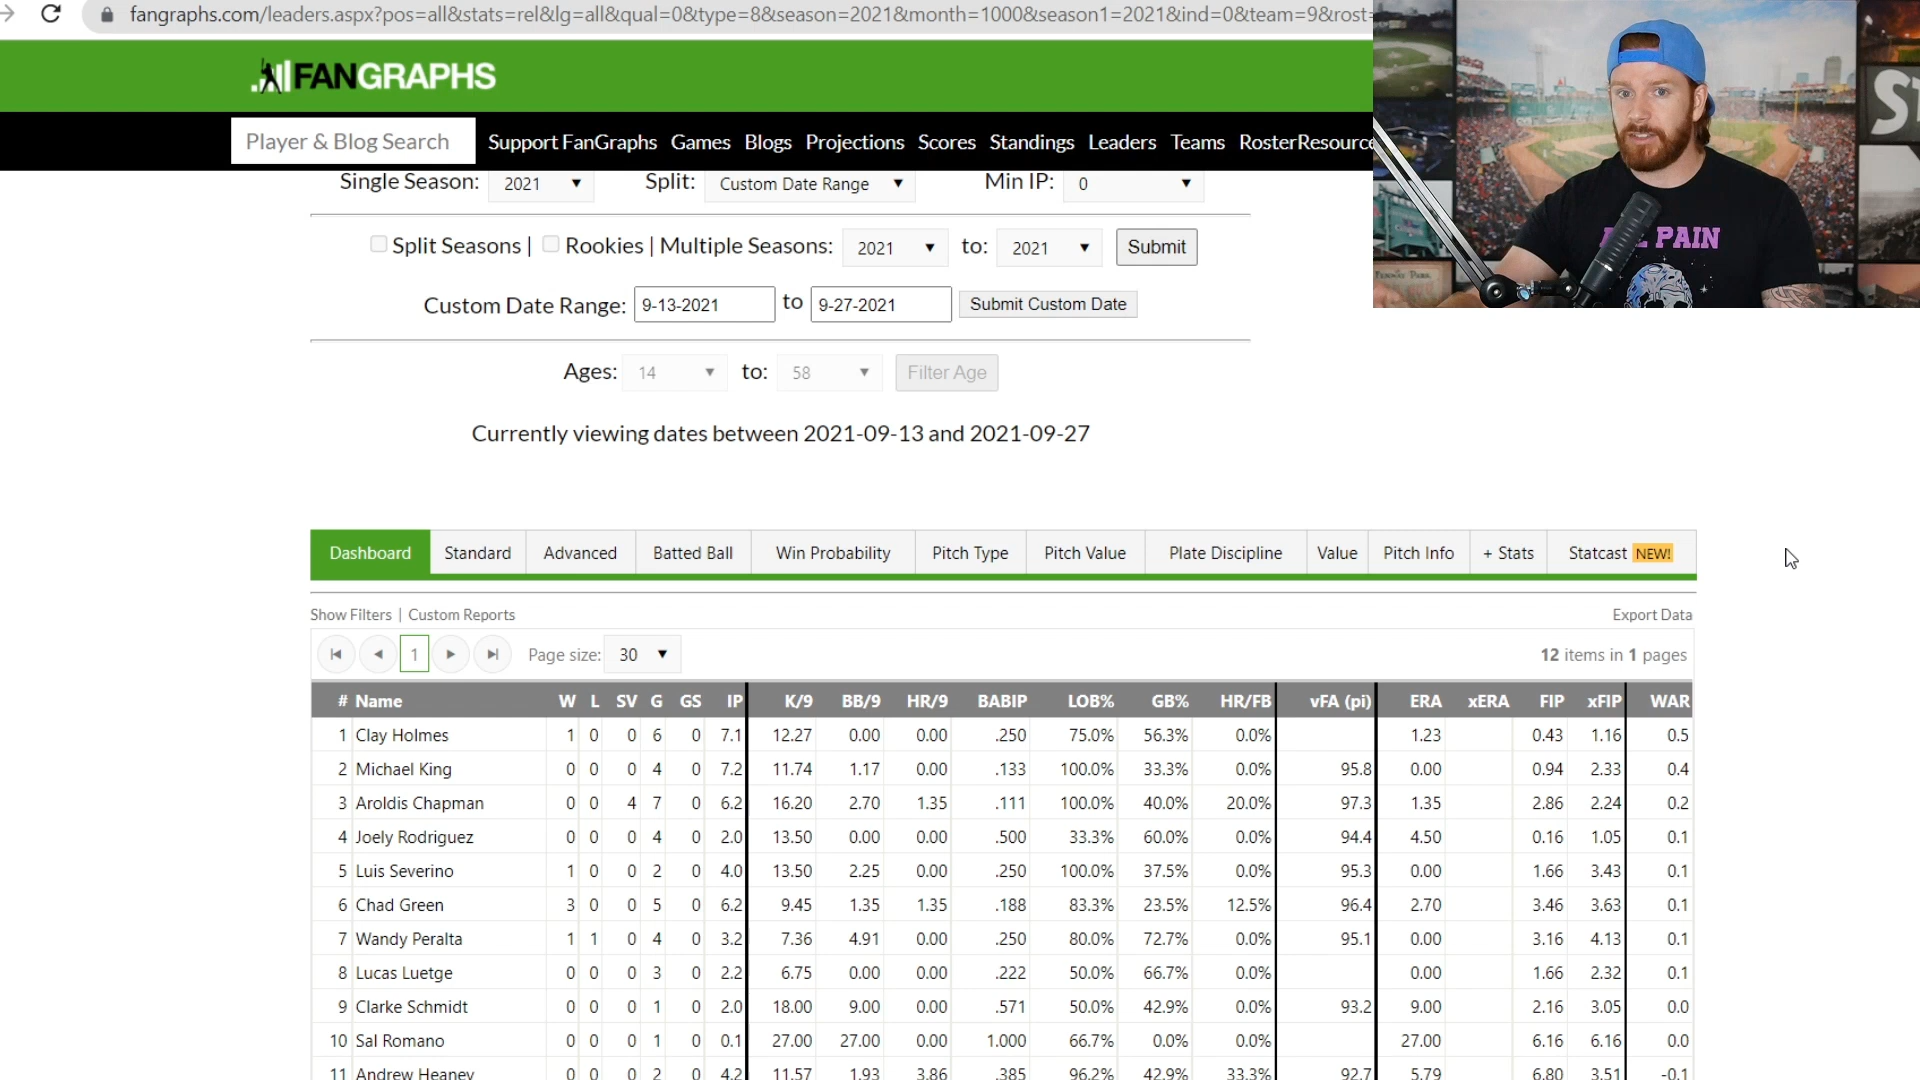 fangraphs.com/leaders.aspx?pos=all&stats=rel&lg=all&qual=0&type=8&season=2021&month=1000&season1=2021&ind=0&team=9&rost=
FANGRAPHS
Player & Blog Search Support FanGraphs Games Blogs Projections Scores Standings Leaders Teams RosterResource
Single Season: 2021 Split: Custom Date Range Min IP: 0
Split Seasons | Rookies | Multiple Seasons: 2021 to: 2021 Submit
Custom Date Range: 9-13-2021 to 9-27-2021 Submit Custom Date
Ages: 14 to: 58 Filter Age
Currently viewing dates between 2021-09-13 and 2021-09-27
Dashboard Standard Advanced Batted Ball Win Probability Pitch Type Pitch Value Plate Discipline Value Pitch Info + Stats Statcast NEW!
Show Filters | Custom Reports Export Data
1 Page size: 30 12 items in 1 pages
# Name W L SV G GS IP K/9 BB/9 HR/9 BABIP LOB% GB% HR/FB vFA (pi) ERA xERA FIP xFIP WAR
1 Clay Holmes 1 0 0 6 0 7.1 12.27 0.00 0.00 .250 75.0% 56.3% 0.0% 1.23 0.43 1.16 0.5
2 Michael King 0 0 0 4 0 7.2 11.74 1.17 0.00 .133 100.0% 33.3% 0.0% 95.8 0.00 0.94 2.33 0.4
3 Aroldis Chapman 0 0 4 7 0 6.2 16.20 2.70 1.35 .111 100.0% 40.0% 20.0% 97.3 1.35 2.86 2.24 0.2
4 Joely Rodriguez 0 0 0 4 0 2.0 13.50 0.00 0.00 .500 33.3% 60.0% 0.0% 94.4 4.50 0.16 1.05 0.1
5 Luis Severino 1 0 0 2 0 4.0 13.50 2.25 0.00 .250 100.0% 37.5% 0.0% 95.3 0.00 1.66 3.43 0.1
6 Chad Green 3 0 0 5 0 6.2 9.45 1.35 1.35 .188 83.3% 23.5% 12.5% 96.4 2.70 3.46 3.63 0.1
7 Wandy Peralta 1 1 0 4 0 3.2 7.36 4.91 0.00 .250 80.0% 72.7% 0.0% 95.1 0.00 3.16 4.13 0.1
8 Lucas Luetge 0 0 0 3 0 2.2 6.75 0.00 0.00 .222 50.0% 66.7% 0.0% 0.00 1.66 2.32 0.1
9 Clarke Schmidt 0 0 0 1 0 2.0 18.00 9.00 0.00 .571 50.0% 42.9% 0.0% 93.2 9.00 2.16 3.05 0.0
10 Sal Romano 0 0 0 1 0 0.1 27.00 27.00 0.00 1.000 66.7% 0.0% 0.0% 27.00 6.16 6.16 0.0
11 Andrew Heaney 0 0 0 2 0 4.2 11.57 1.93 3.86 .385 96.2% 42.9% 33.3% 92.7 5.79 6.80 3.51 -0.1
PAIN